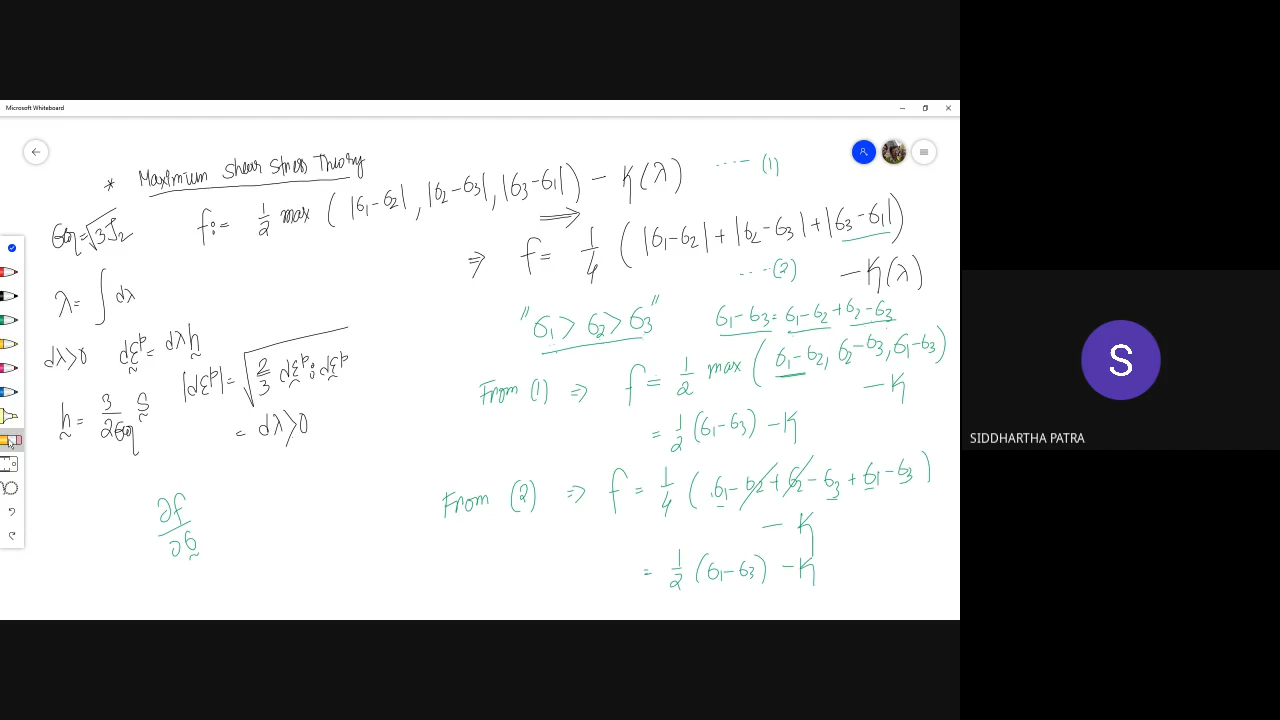 Microsoft Whiteboard
* Maximium Shear Stress Theory
f := 1/2 max ( |σ1-σ2| , |σ2-σ3|, |σ3-σ1| ) - K(λ) ---- (1)
σeq = √3J2
⇒
⇒ f = 1/4 ( |σ1-σ2| + |σ2-σ3| + |σ3-σ1| )
- K(λ)
----(2)
λ = ∫ dλ
"σ1 > σ2 > σ3"
σ1-σ3 = σ1-σ2 + σ2-σ3
dλ>0 dε^p = dλ h
|dε^p| = √(2/3 dε^p : dε^p)
= dλ>0
h = 3/2σeq S
From (1) ⇒ f = 1/2 max ( σ1-σ2, σ2-σ3, σ1-σ3 )
- K
= 1/2 (σ1-σ3) - K
From (2) ⇒ f = 1/4 ( σ1-σ2 + σ2 - σ3 + σ1-σ3 )
- K
= 1/2 (σ1-σ3) - K
∂f/∂σ
S
SIDDHARTHA PATRA